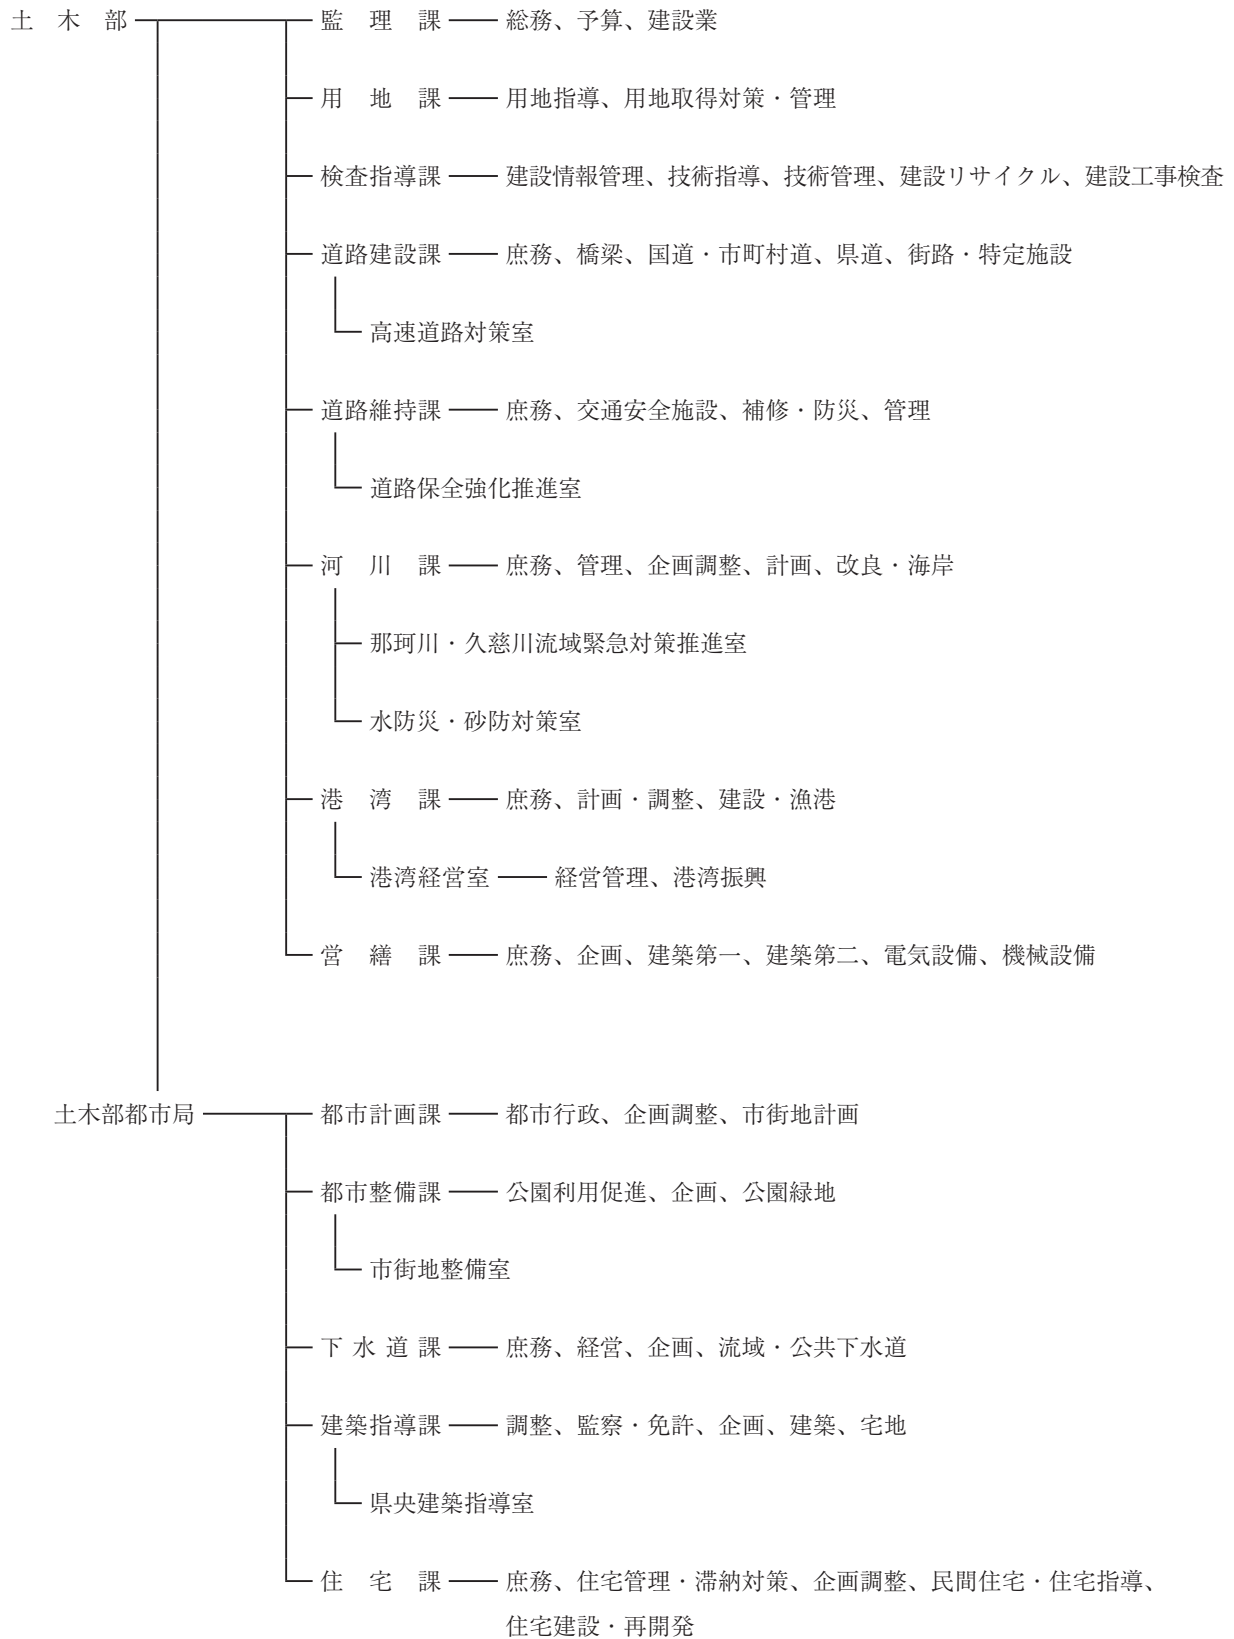 土木部 監理課 総務、予算、建設業
用地課 用地指導、用地取得対策・管理
検査指導課 建設情報管理、技術指導、技術管理、建設リサイクル、建設工事検査
道路建設課 庶務、橋梁、国道・市町村道、県道、街路・特定施設
高速道路対策室
道路維持課 庶務、交通安全施設、補修・防災、管理
道路保全強化推進室
河川課 庶務、管理、企画調整、計画、改良・海岸
那珂川・久慈川流域緊急対策推進室
水防災・砂防対策室
港湾課 庶務、計画・調整、建設・漁港
港湾経営室 経営管理、港湾振興
営繕課 庶務、企画、建築第一、建築第二、電気設備、機械設備
土木部都市局 都市計画課 都市行政、企画調整、市街地計画
都市整備課 公園利用促進、企画、公園緑地
市街地整備室
下水道課 庶務、経営、企画、流域・公共下水道
建築指導課 調整、監察・免許、企画、建築、宅地
県央建築指導室
住宅課 庶務、住宅管理・滞納対策、企画調整、民間住宅・住宅指導、
住宅建設・再開発